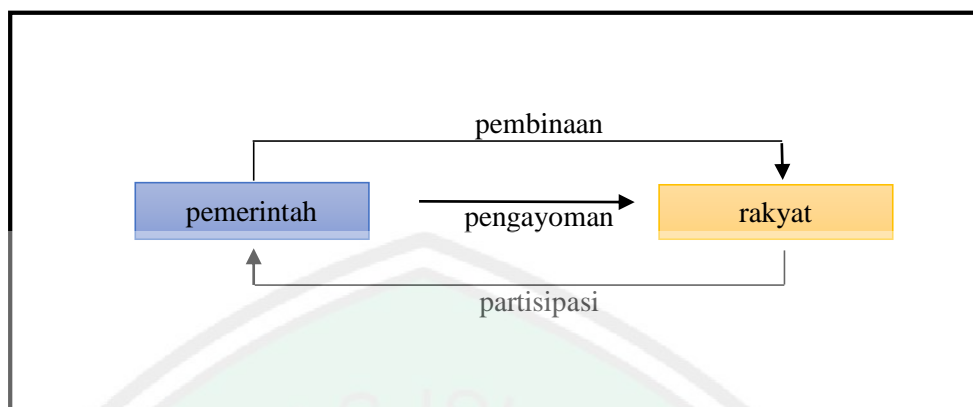 pembinaan
pemerintah
pengayoman
rakyat
partisipasi